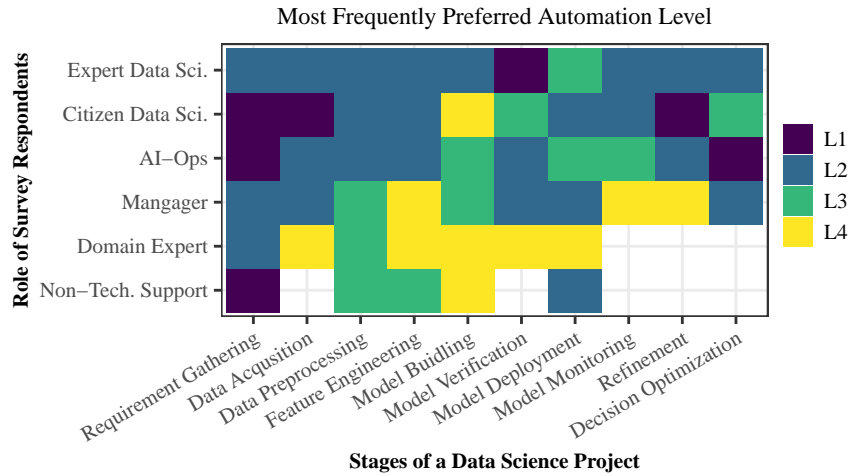 Most Frequently Preferred Automation Level
Role of Survey Respondents
Expert Data Sci.
Citizen Data Sci.
AI−Ops
Mangager
Domain Expert
Non−Tech. Support
L1
L2
L3
L4
Requirement Gathering
Data Acqusition
Data Preprocessing
Feature Engineering
Model Buidling
Model Verification
Model Deployment
Model Monitoring
Refinement
Decision Optimization
Stages of a Data Science Project